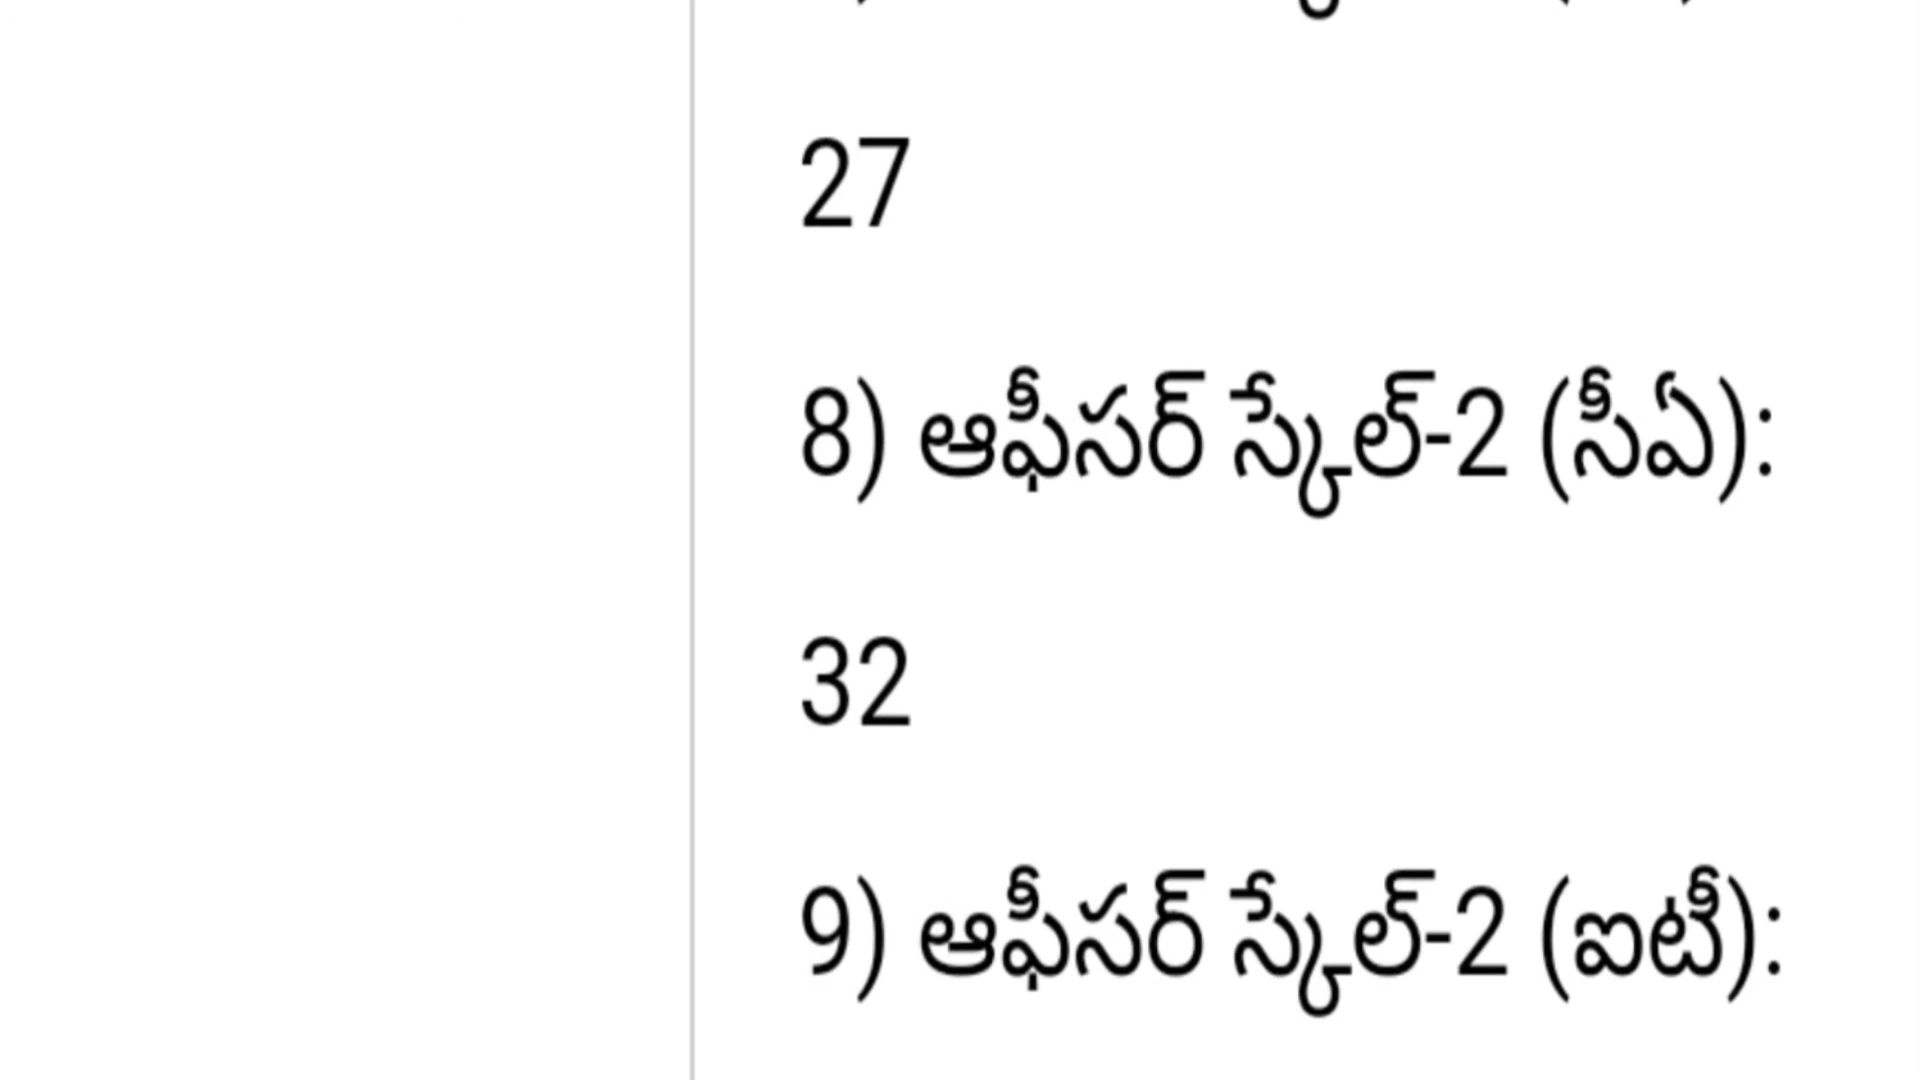 27
8) ఆఫీసర్ స్కేల్-2 (సీఏ):
32
9) ఆఫీసర్ స్కేల్-2 (ఐటీ):